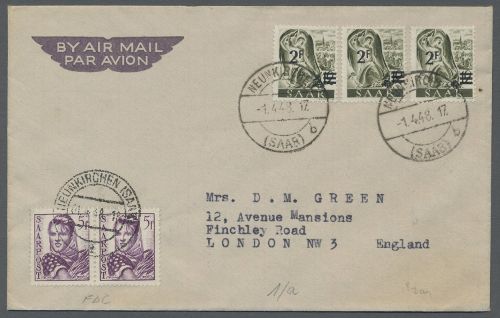 BY AIR MAIL
PAR AVION
2F 2F 2F
SAAR SAAR SAAR
NEUNKIRCHEN
-1.4.48.17
(SAAR) b
NEUNKIRCHEN
-1.4.48.17
(SAAR) b
NEUNKIRCHEN (SAAR)
5F 5F
SAARPOST SAARPOST
Mrs. D. M. GREEN
12, Avenue Mansions
Finchley Road
LONDON NW 3 England
FDC
1/a